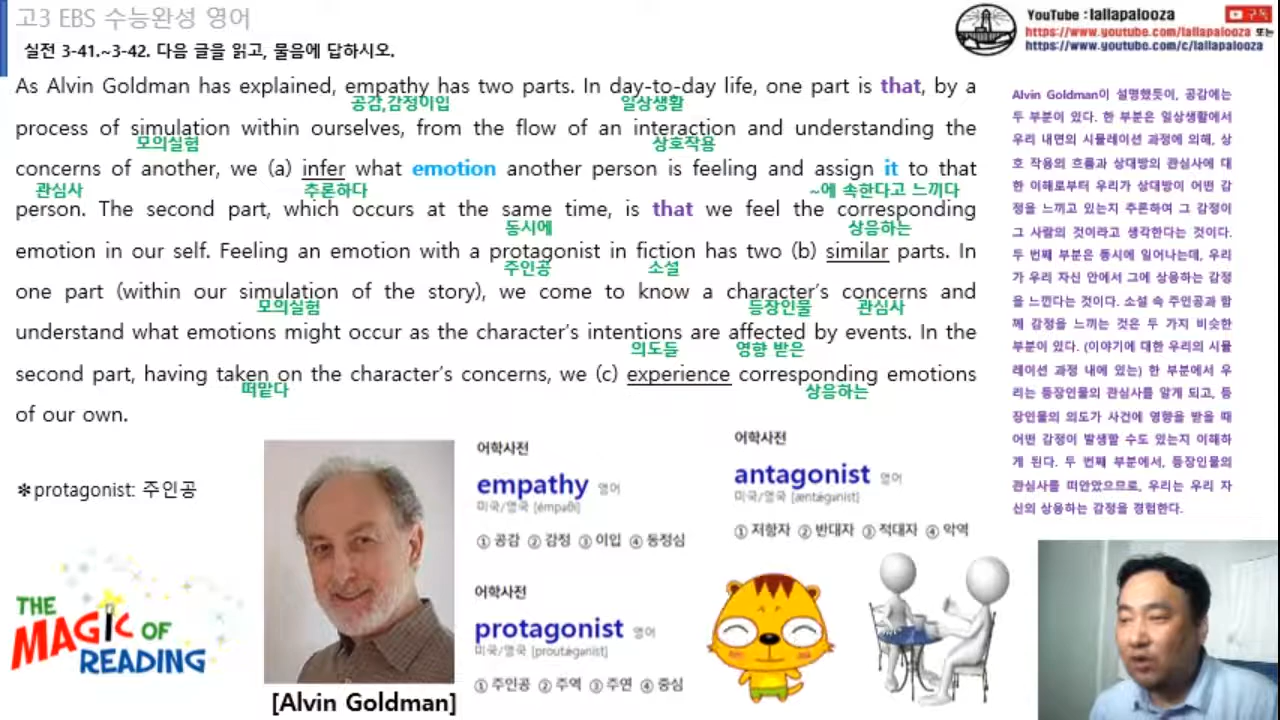 고3 EBS 수능완성 영어
실전 3-41.~3-42. 다음 글을 읽고, 물음에 답하시오.
YouTube : lallapalooza
구독
https://www.youtube.com/lallapalooza 또는
https://www.youtube.com/c/lallapalooza
As Alvin Goldman has explained, empathy has two parts. In day-to-day life, one part is that, by a
공감,감정이입 일상생활
process of simulation within ourselves, from the flow of an interaction and understanding the
모의실험 상호작용
concerns of another, we (a) infer what emotion another person is feeling and assign it to that
관심사 추론하다 ~에 속한다고 느끼다
person. The second part, which occurs at the same time, is that we feel the corresponding
동시에 상응하는
emotion in our self. Feeling an emotion with a protagonist in fiction has two (b) similar parts. In
주인공 소설
one part (within our simulation of the story), we come to know a character's concerns and
모의실험 등장인물 관심사
understand what emotions might occur as the character's intentions are affected by events. In the
의도들 영향 받은
second part, having taken on the character's concerns, we (c) experience corresponding emotions
떠맡다 상응하는
of our own.
Alvin Goldman이 설명했듯이, 공감에는
두 부분이 있다. 한 부분은 일상생활에서
우리 내면의 시뮬레이션 과정에 의해, 상
호 작용의 흐름과 상대방의 관심사에 대
한 이해로부터 우리가 상대방이 어떤 감
정을 느끼고 있는지 추론하여 그 감정이
그 사람의 것이라고 생각한다는 것이다.
두 번째 부분은 동시에 일어나는데, 우리
가 우리 자신 안에서 그에 상응하는 감정
을 느낀다는 것이다. 소설 속 주인공과 함
께 감정을 느끼는 것은 두 가지 비슷한
부분이 있다. (이야기에 대한 우리의 시뮬
레이션 과정 내에 있는) 한 부분에서 우
리는 등장인물의 관심사를 알게 되고, 등
장인물의 의도가 사건에 영향을 받을 때
어떤 감정이 발생할 수도 있는지 이해하
게 된다. 두 번째 부분에서, 등장인물의
관심사를 떠안았으므로, 우리는 우리 자
신의 상응하는 감정을 경험한다.
✻protagonist: 주인공
THE
MAGIC OF
READING
[Alvin Goldman]
어학사전
empathy 영어
미국/영국 [émpəθi]
① 공감 ② 감정 ③ 이입 ④ 동정심
어학사전
protagonist 영어
미국/영국 [proutǽgənist]
① 주인공 ② 주역 ③ 주연 ④ 중심
어학사전
antagonist 영어
미국/영국 [æntǽgənist]
① 저항자 ② 반대자 ③ 적대자 ④ 악역